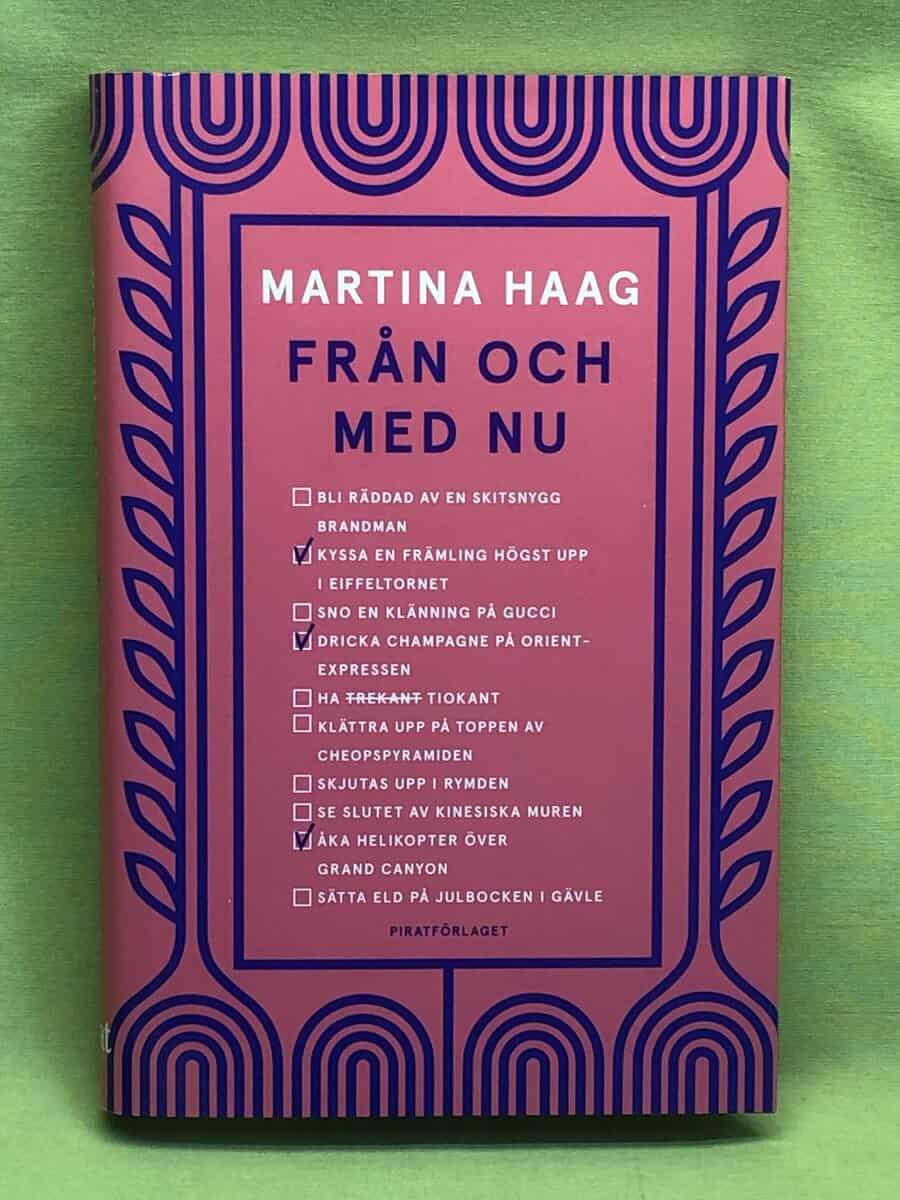 MARTINA HAAG
FRÅN OCH
MED NU
BLI RÄDDAD AV EN SKITSNYGG
BRANDMAN
KYSSA EN FRÄMLING HÖGST UPP
I EIFFELTORNET
SNO EN KLÄNNING PÅ GUCCI
DRICKA CHAMPAGNE PÅ ORIENT-
EXPRESSEN
HA TREKANT TIOKANT
KLÄTTRA UPP PÅ TOPPEN AV
CHEOPSPYRAMIDEN
SKJUTAS UPP I RYMDEN
SE SLUTET AV KINESISKA MUREN
ÅKA HELIKOPTER ÖVER
GRAND CANYON
SÄTTA ELD PÅ JULBOCKEN I GÄVLE
PIRATFÖRLAGET